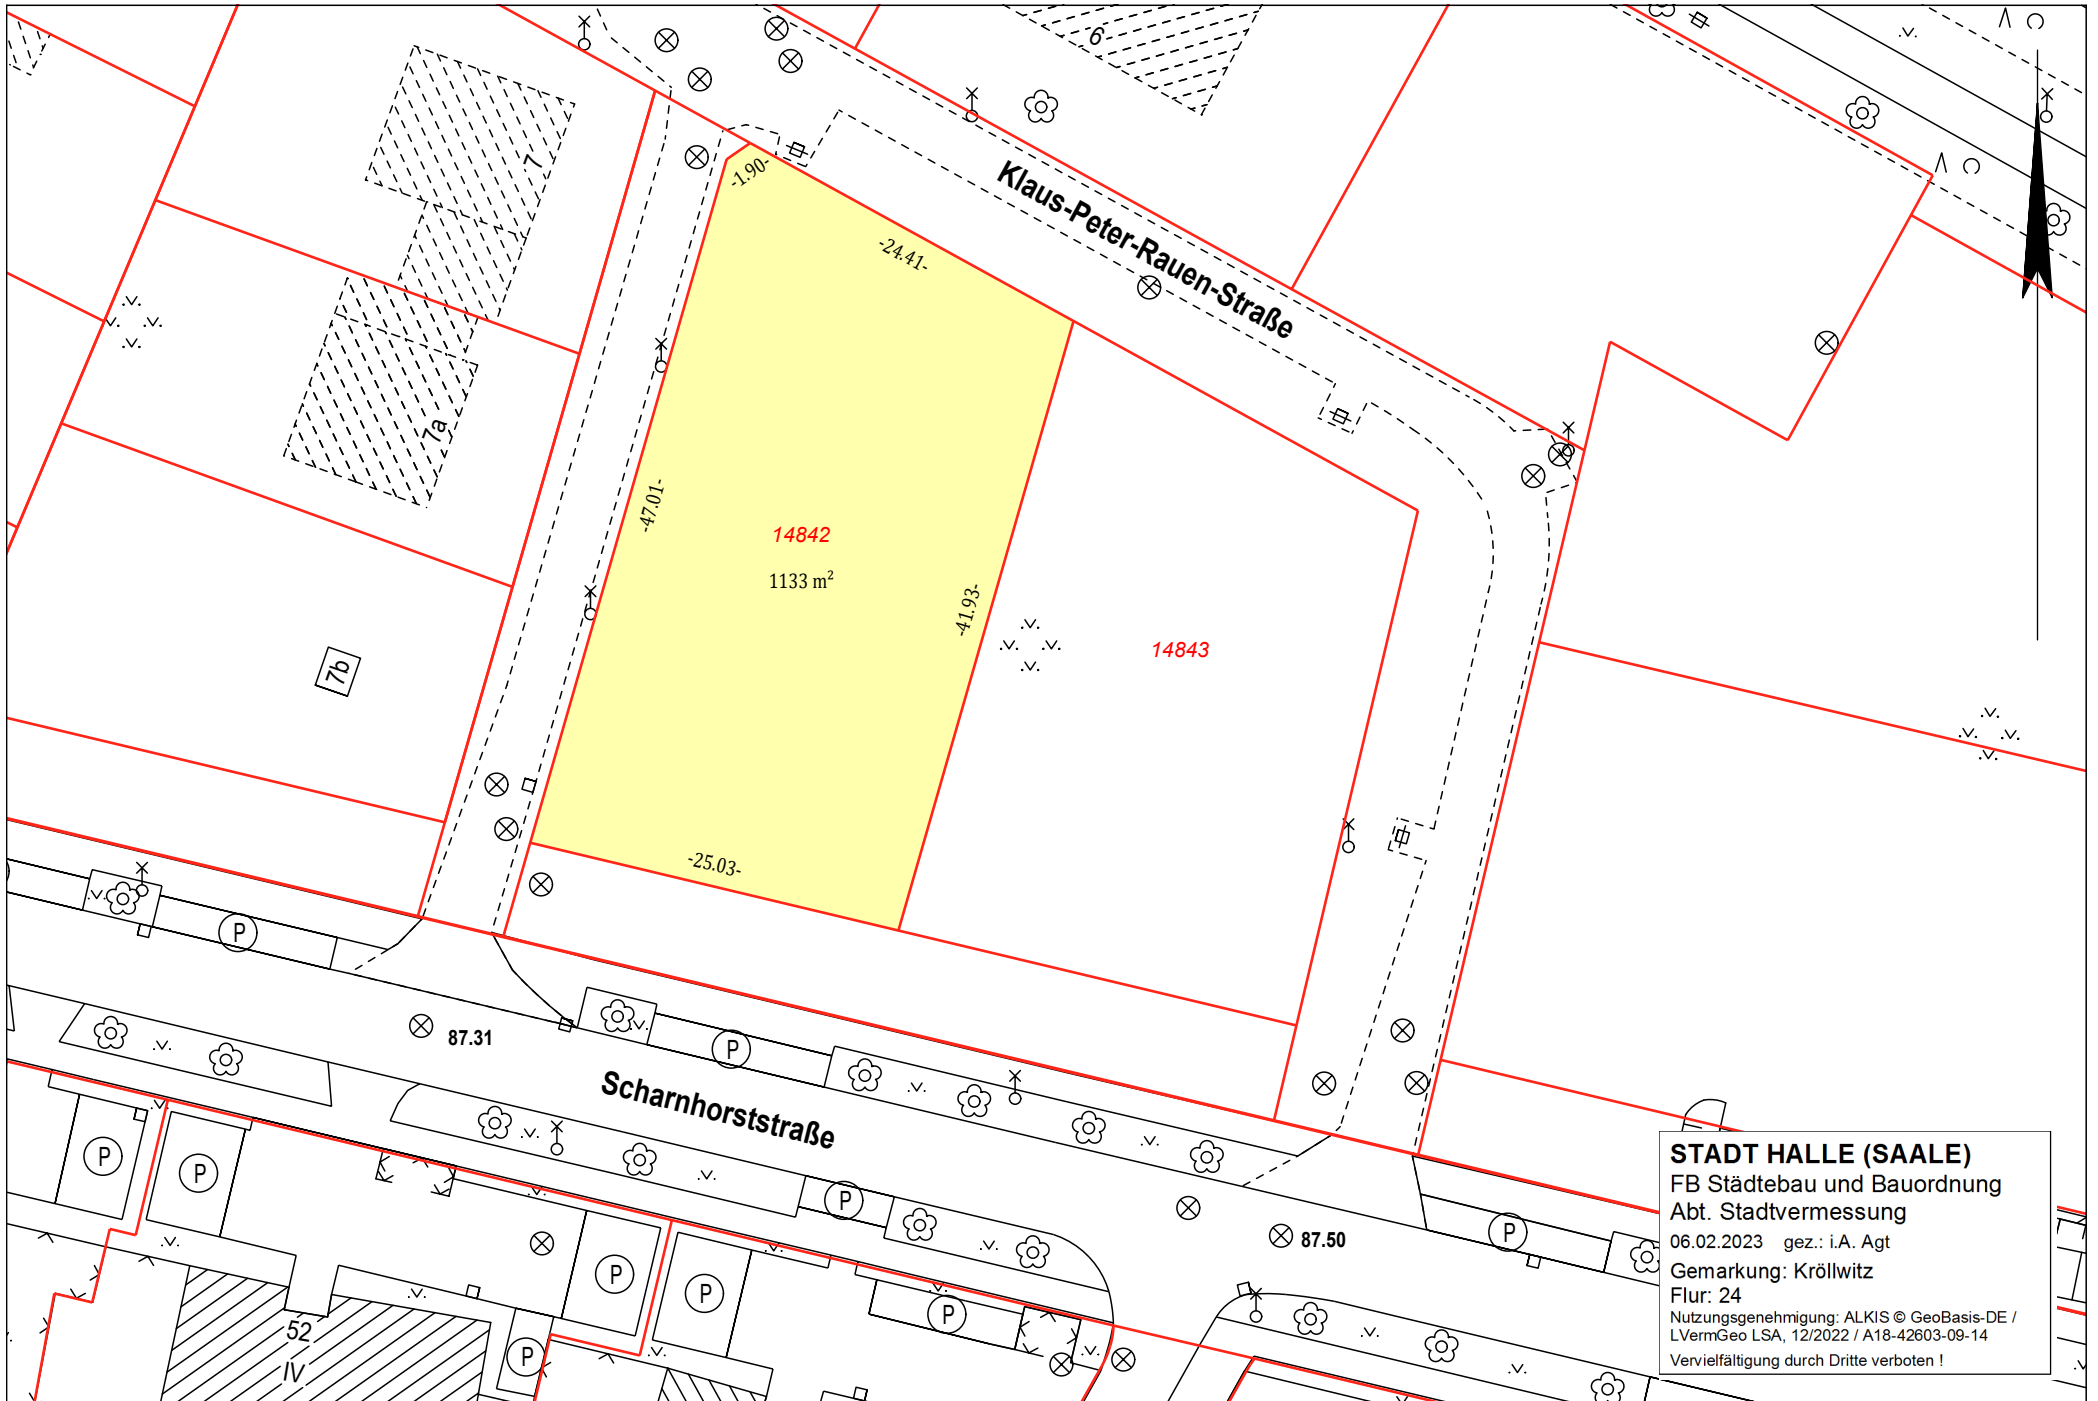 6
7
Klaus-Peter-Rauen-Straße
-1.90-
-24.41-
7a
-47.01-
14842
1133 m²
-41.93-
14843
7b
-25.03-
P
87.31
P
Scharnhorststraße
P
P
P
87.50
P
P
P
P
P
52
IV
STADT HALLE (SAALE)
FB Städtebau und Bauordnung
Abt. Stadtvermessung
06.02.2023 gez.: i.A. Agt
Gemarkung: Kröllwitz
Flur: 24
Nutzungsgenehmigung: ALKIS © GeoBasis-DE /
LVermGeo LSA, 12/2022 / A18-42603-09-14
Vervielfältigung durch Dritte verboten !